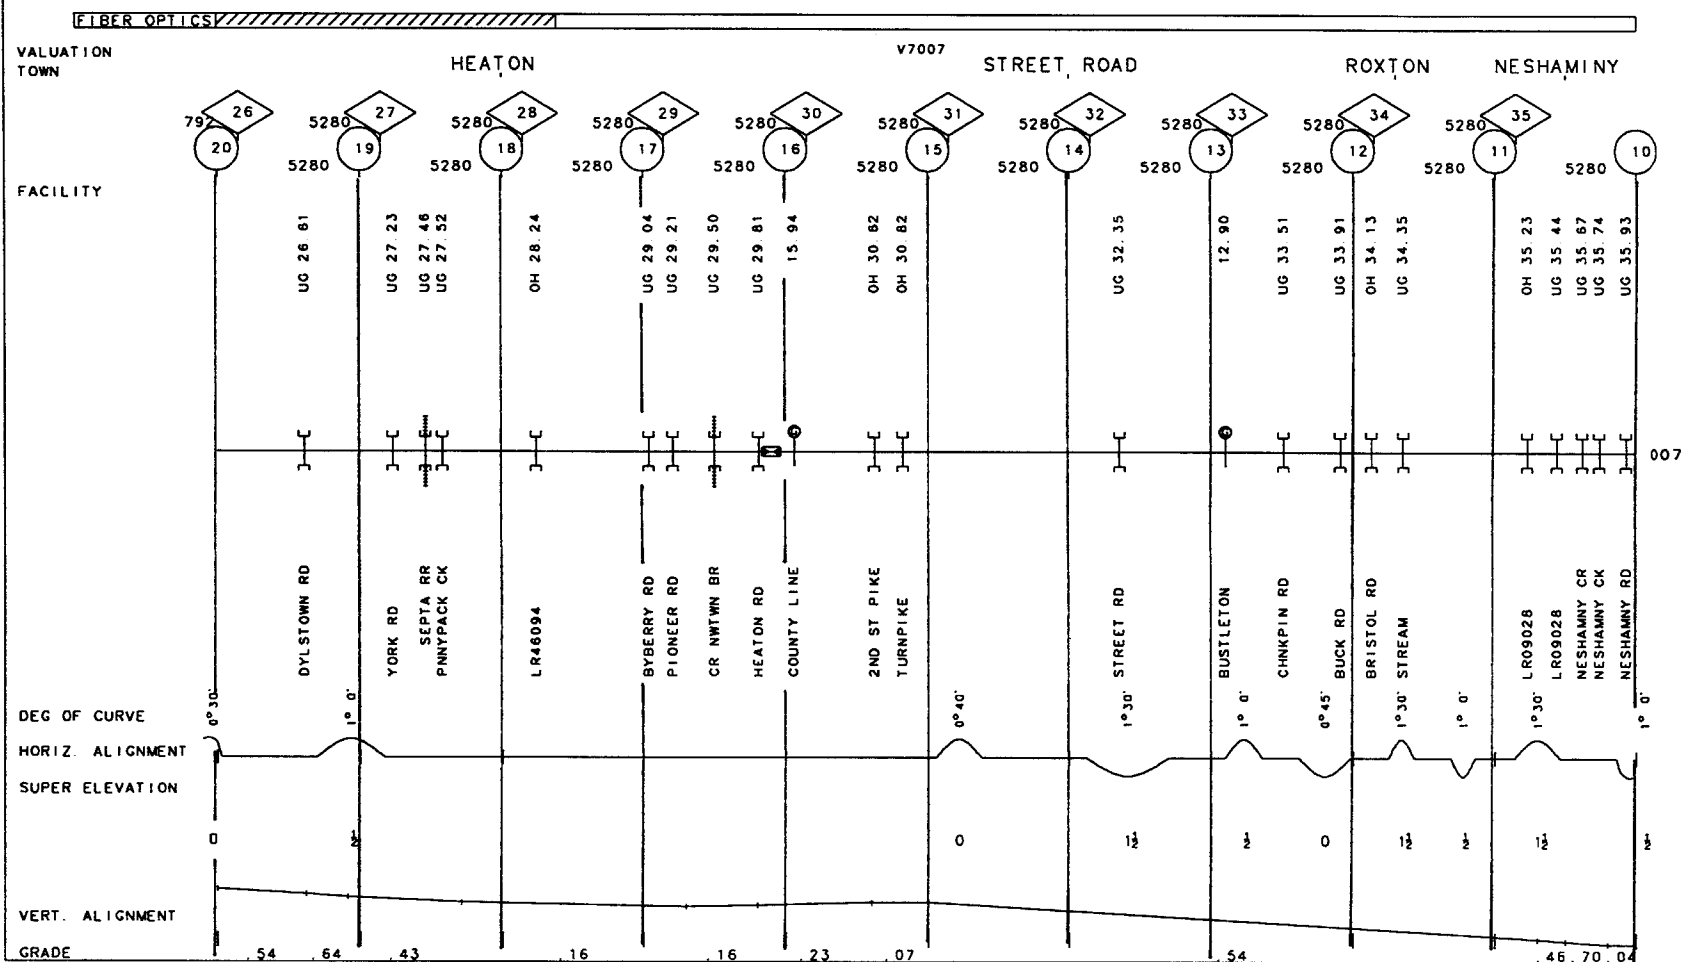 FIBER OPTICS
VALUATION V7007
TOWN HEATON STREET ROAD ROXTON NESHAMINY
26 27 28 29 30 31 32 33 34 35
792 5280 5280 5280 5280 5280 5280 5280 5280 5280
20 19 18 17 16 15 14 13 12 11 10
5280 5280 5280 5280 5280 5280 5280 5280 5280 5280
FACILITY
UG 26 61
UG 27.23
UG 27.46
UG 27.52
OH 28.24
UG 29.04
UG 29.21
UG 29.50
UG 29.81
15.94
OH 30.62
OH 30.82
UG 32.35
12.90
UG 33 51
UG 33.91
OH 34.13
UG 34.35
OH 35.23
UG 35.44
UG 35.67
UG 35.74
UG 35.93
G G
007
DYLSTOWN RD
YORK RD
SEPTA RR
PNNYPACK CK
LR46094
BYBERRY RD
PIONEER RD
CR NWTWN BR
HEATON RD
COUNTY LINE
2ND ST PIKE
TURNPIKE
STREET RD
BUSTLETON
CHNKPIN RD
BUCK RD
BRISTOL RD
STREAM
LR09028
LR09028
NESHAMNY CR
NESHAMNY CK
NESHAMNY RD
DEG OF CURVE 0°30' 1° 0' 0°40' 1°30' 1° 0' 0°45' 1°30' 1° 0' 1°30' 1° 0'
HORIZ. ALIGNMENT
SUPER ELEVATION
0 ½ 0 1½ ½ 0 1½ ½ 1½ ½
VERT. ALIGNMENT
GRADE .54 .64 .43 .16 .16 .23 .07 .54 .46 .70 .04